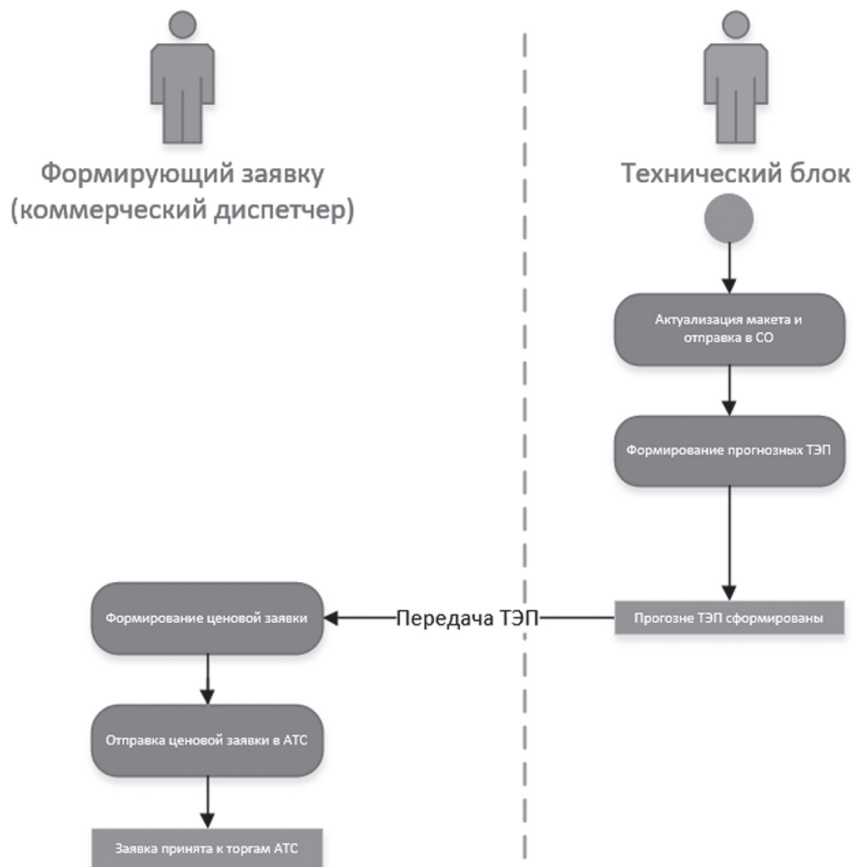 Формирующий заявку
(коммерческий диспетчер)
Технический блок
Актуализация макета и
отправка в СО
Формирование прогнозных ТЭП
Прогозне ТЭП сформированы
Передача ТЭП
Формирование ценовой заявки
Отправка ценовой заявки в АТС
Заявка принята к торгам АТС